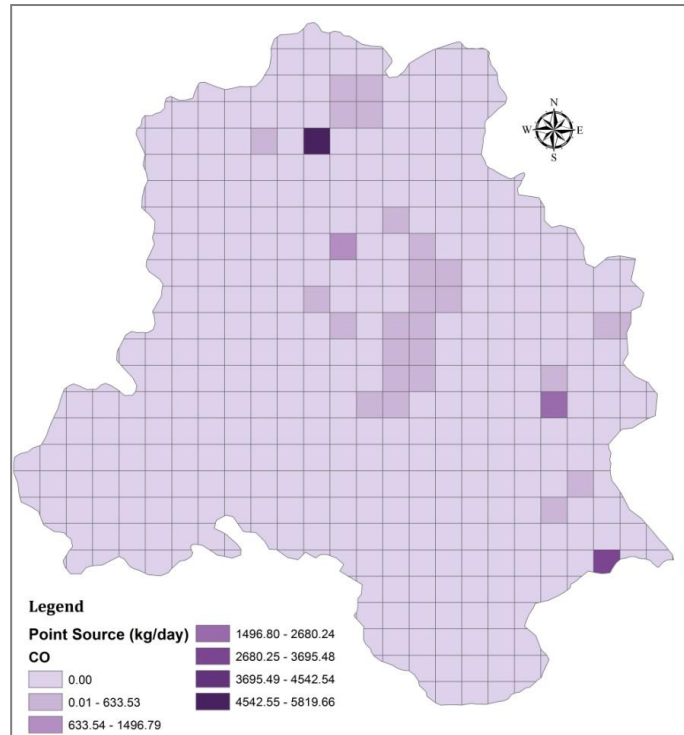 N
W E
S
Legend
Point Source (kg/day)
CO
0.00
0.01 - 633.53
633.54 - 1496.79
1496.80 - 2680.24
2680.25 - 3695.48
3695.49 - 4542.54
4542.55 - 5819.66